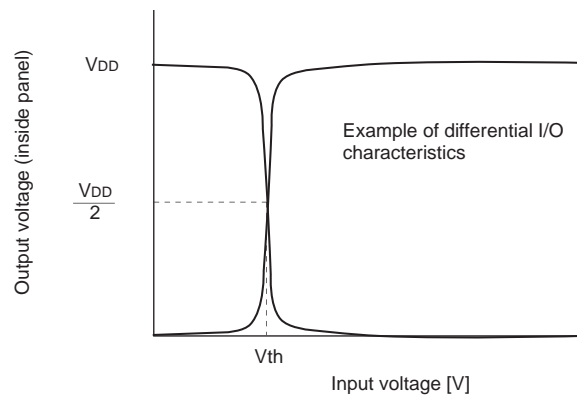 Output voltage (inside panel)
VDD
VDD
2
Example of differential I/O
characteristics
Vth
Input voltage [V]